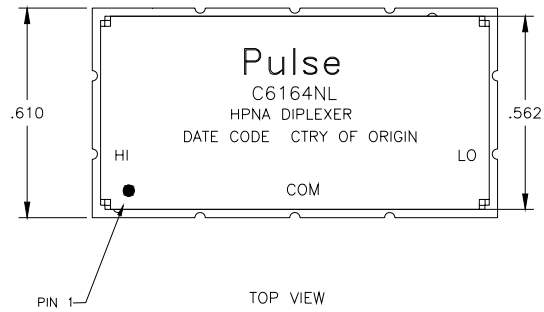 Pulse
C6164NL
HPNA DIPLEXER
DATE CODE CTRY OF ORIGIN
.610
.562
HI
LO
COM
PIN 1
TOP VIEW